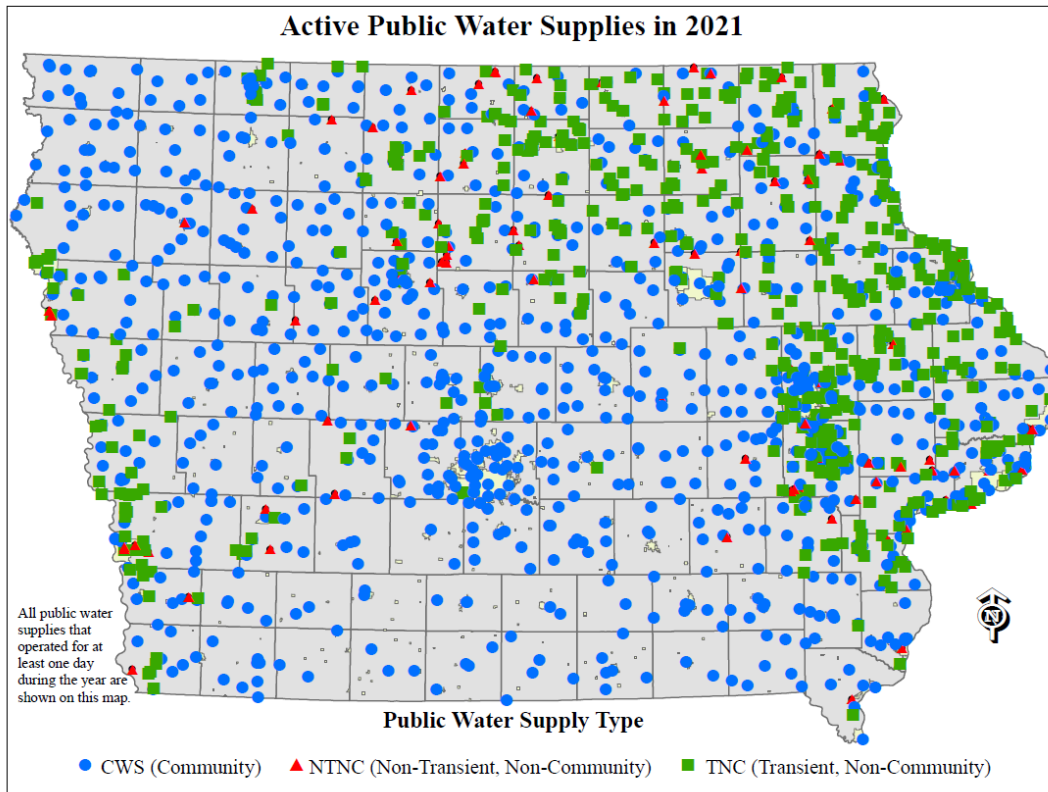 Active Public Water Supplies in 2021
All public water
supplies that
operated for at
least one day
during the year are
shown on this map.
N
Public Water Supply Type
CWS (Community)
NTNC (Non-Transient, Non-Community)
TNC (Transient, Non-Community)